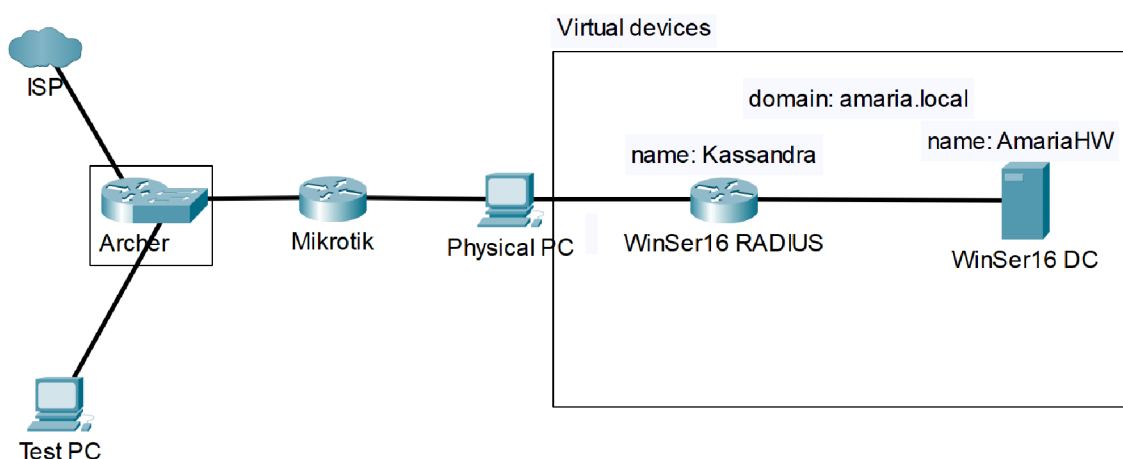 Virtual devices
ISP
domain: amaria.local
name: Kassandra
name: AmariaHW
Archer
Mikrotik
Physical PC
WinSer16 RADIUS
WinSer16 DC
Test PC